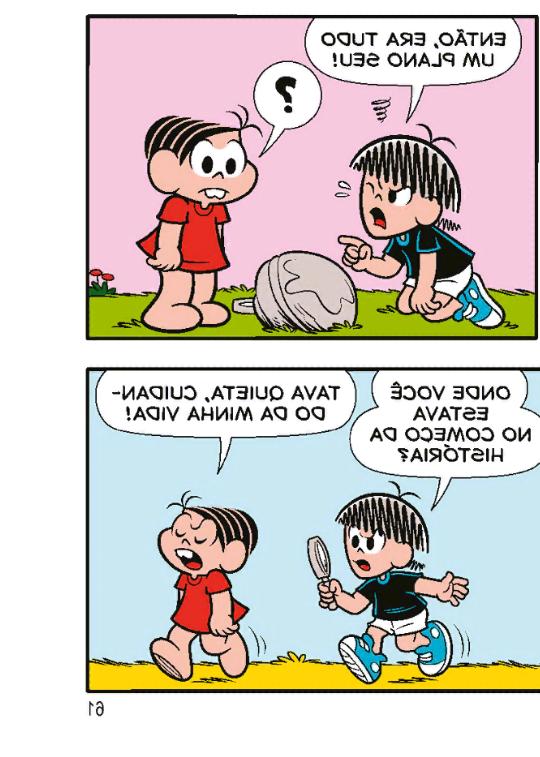 ENTÃO, ERA TUDO
UM PLANO SEU!
?
ONDE VOCÊ
ESTAVA
NO COMEÇO DA
HISTÓRIA?
TAVA QUIETA, CUIDAN-
DO DA MINHA VIDA!
61